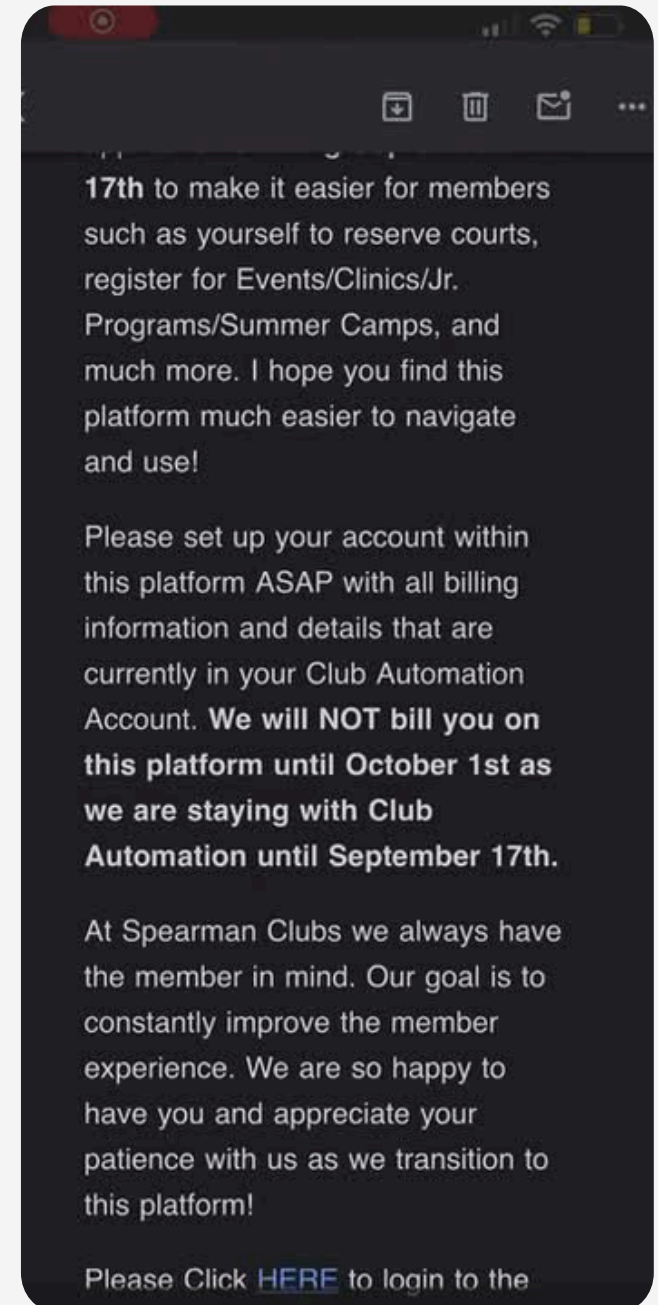 17th to make it easier for members
such as yourself to reserve courts,
register for Events/Clinics/Jr.
Programs/Summer Camps, and
much more. I hope you find this
platform much easier to navigate
and use!
Please set up your account within
this platform ASAP with all billing
information and details that are
currently in your Club Automation
Account. We will NOT bill you on
this platform until October 1st as
we are staying with Club
Automation until September 17th.
At Spearman Clubs we always have
the member in mind. Our goal is to
constantly improve the member
experience. We are so happy to
have you and appreciate your
patience with us as we transition to
this platform!
Please Click HERE to login to the